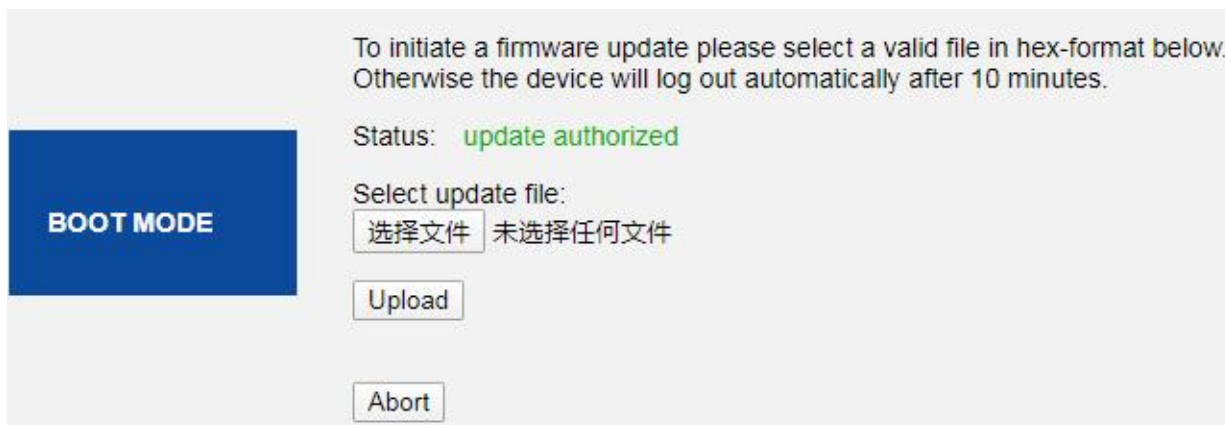 To initiate a firmware update please select a valid file in hex-format below.
Otherwise the device will log out automatically after 10 minutes.
Status: update authorized
BOOT MODE
Select update file:
选择文件 未选择任何文件
Upload
Abort